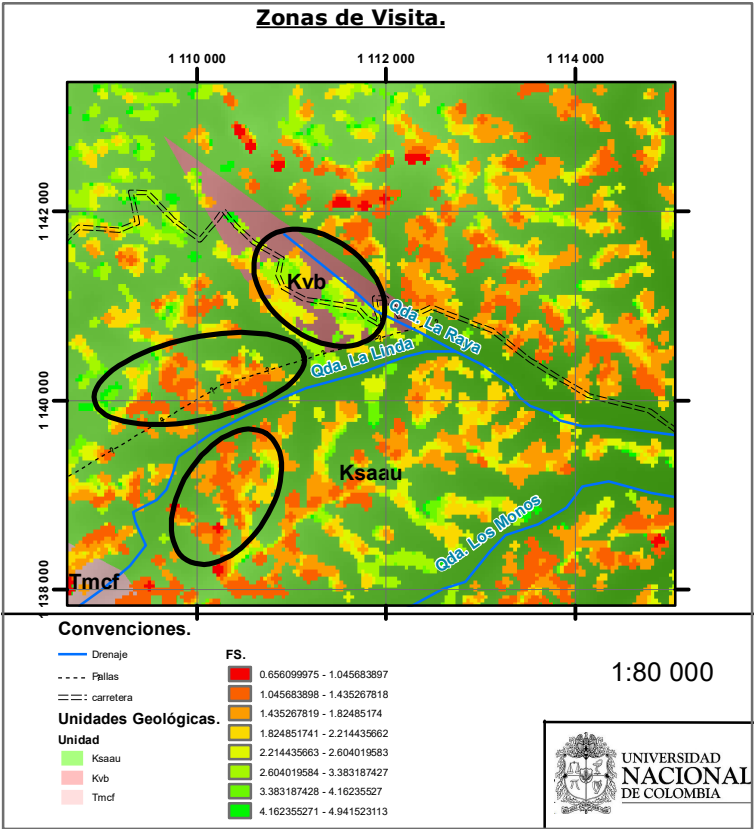 Zonas de Visita.
1 110 000
1 112 000
1 114 000
1 142 000
1 140 000
1 138 000
Kvb
Qda. La Raya
Qda. La Linda
Ksaau
Qda. Los Monos
Tmcf
Convenciones.
Drenaje
Fallas
carretera
Unidades Geológicas.
Unidad
Ksaau
Kvb
Tmcf
FS.
0.656099975 - 1.045683897
1.045683898 - 1.435267818
1.435267819 - 1.82485174
1.824851741 - 2.214435662
2.214435663 - 2.604019583
2.604019584 - 3.383187427
3.383187428 - 4.16235527
4.162355271 - 4.941523113
1:80 000
UNIVERSIDAD
NACIONAL
DE COLOMBIA